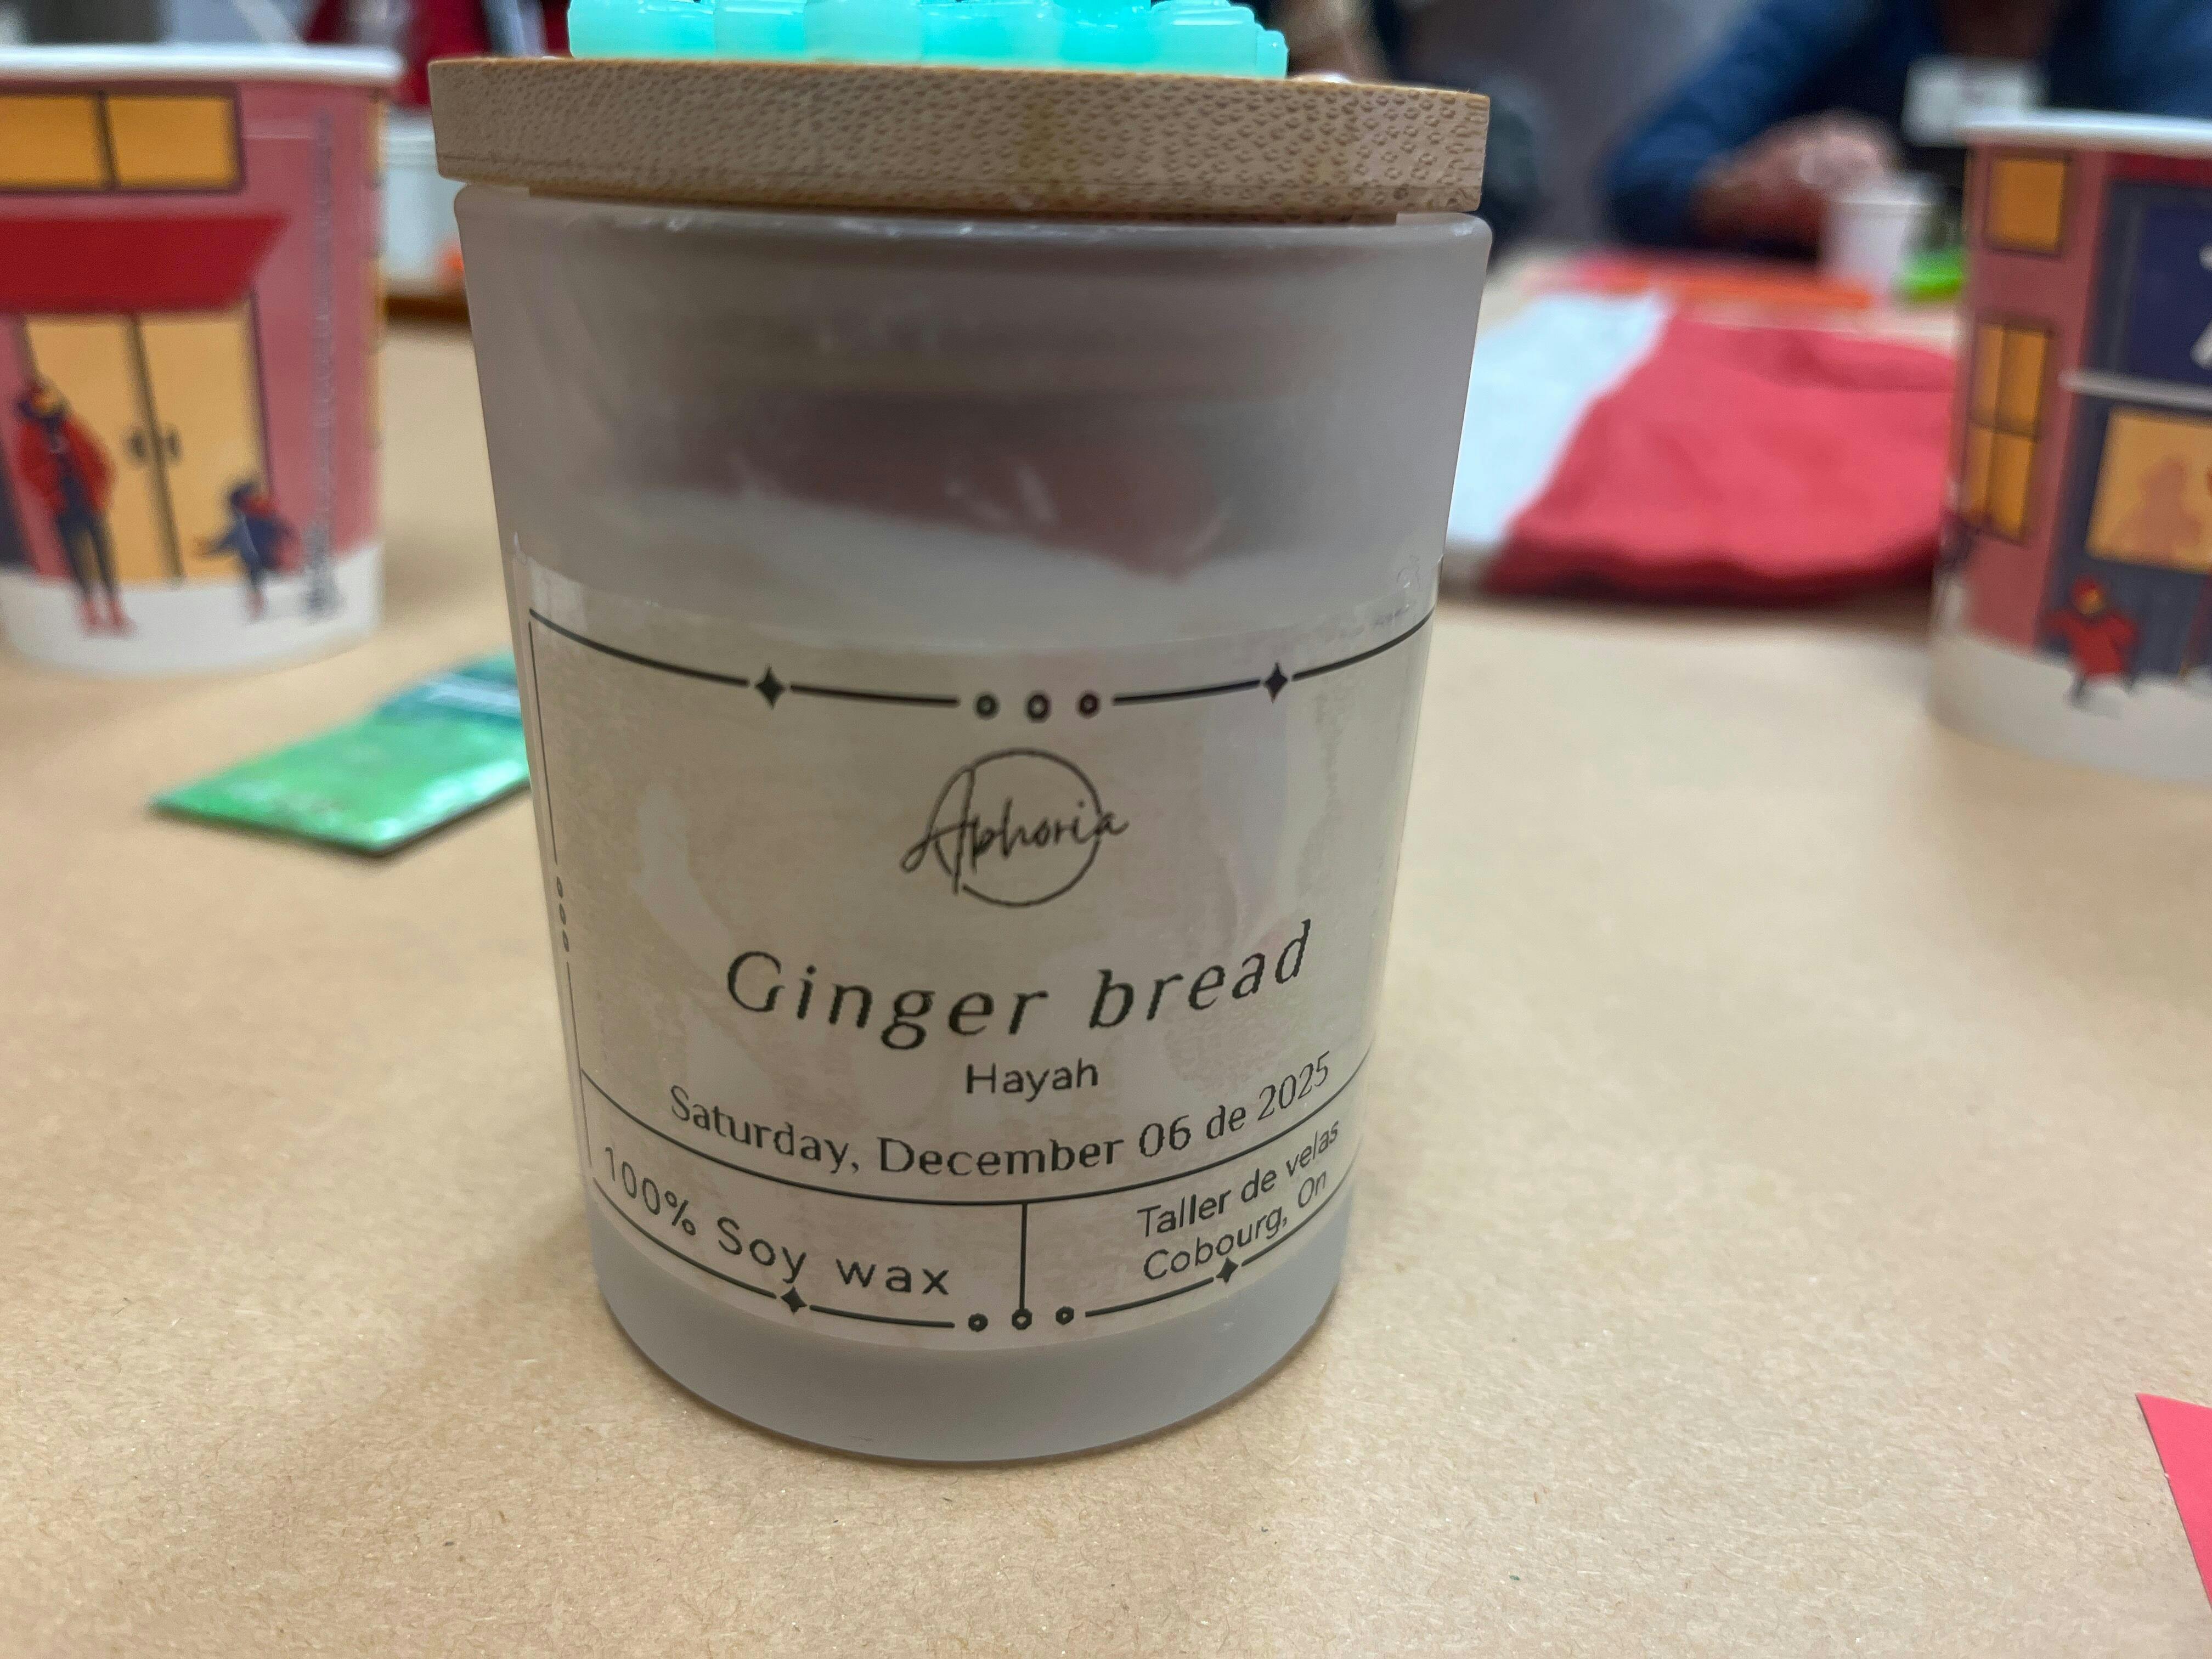 Aphoria
Ginger bread
Hayah
Saturday, December 06 de 2025
100% Soy wax
Taller de velas
Cobourg, On